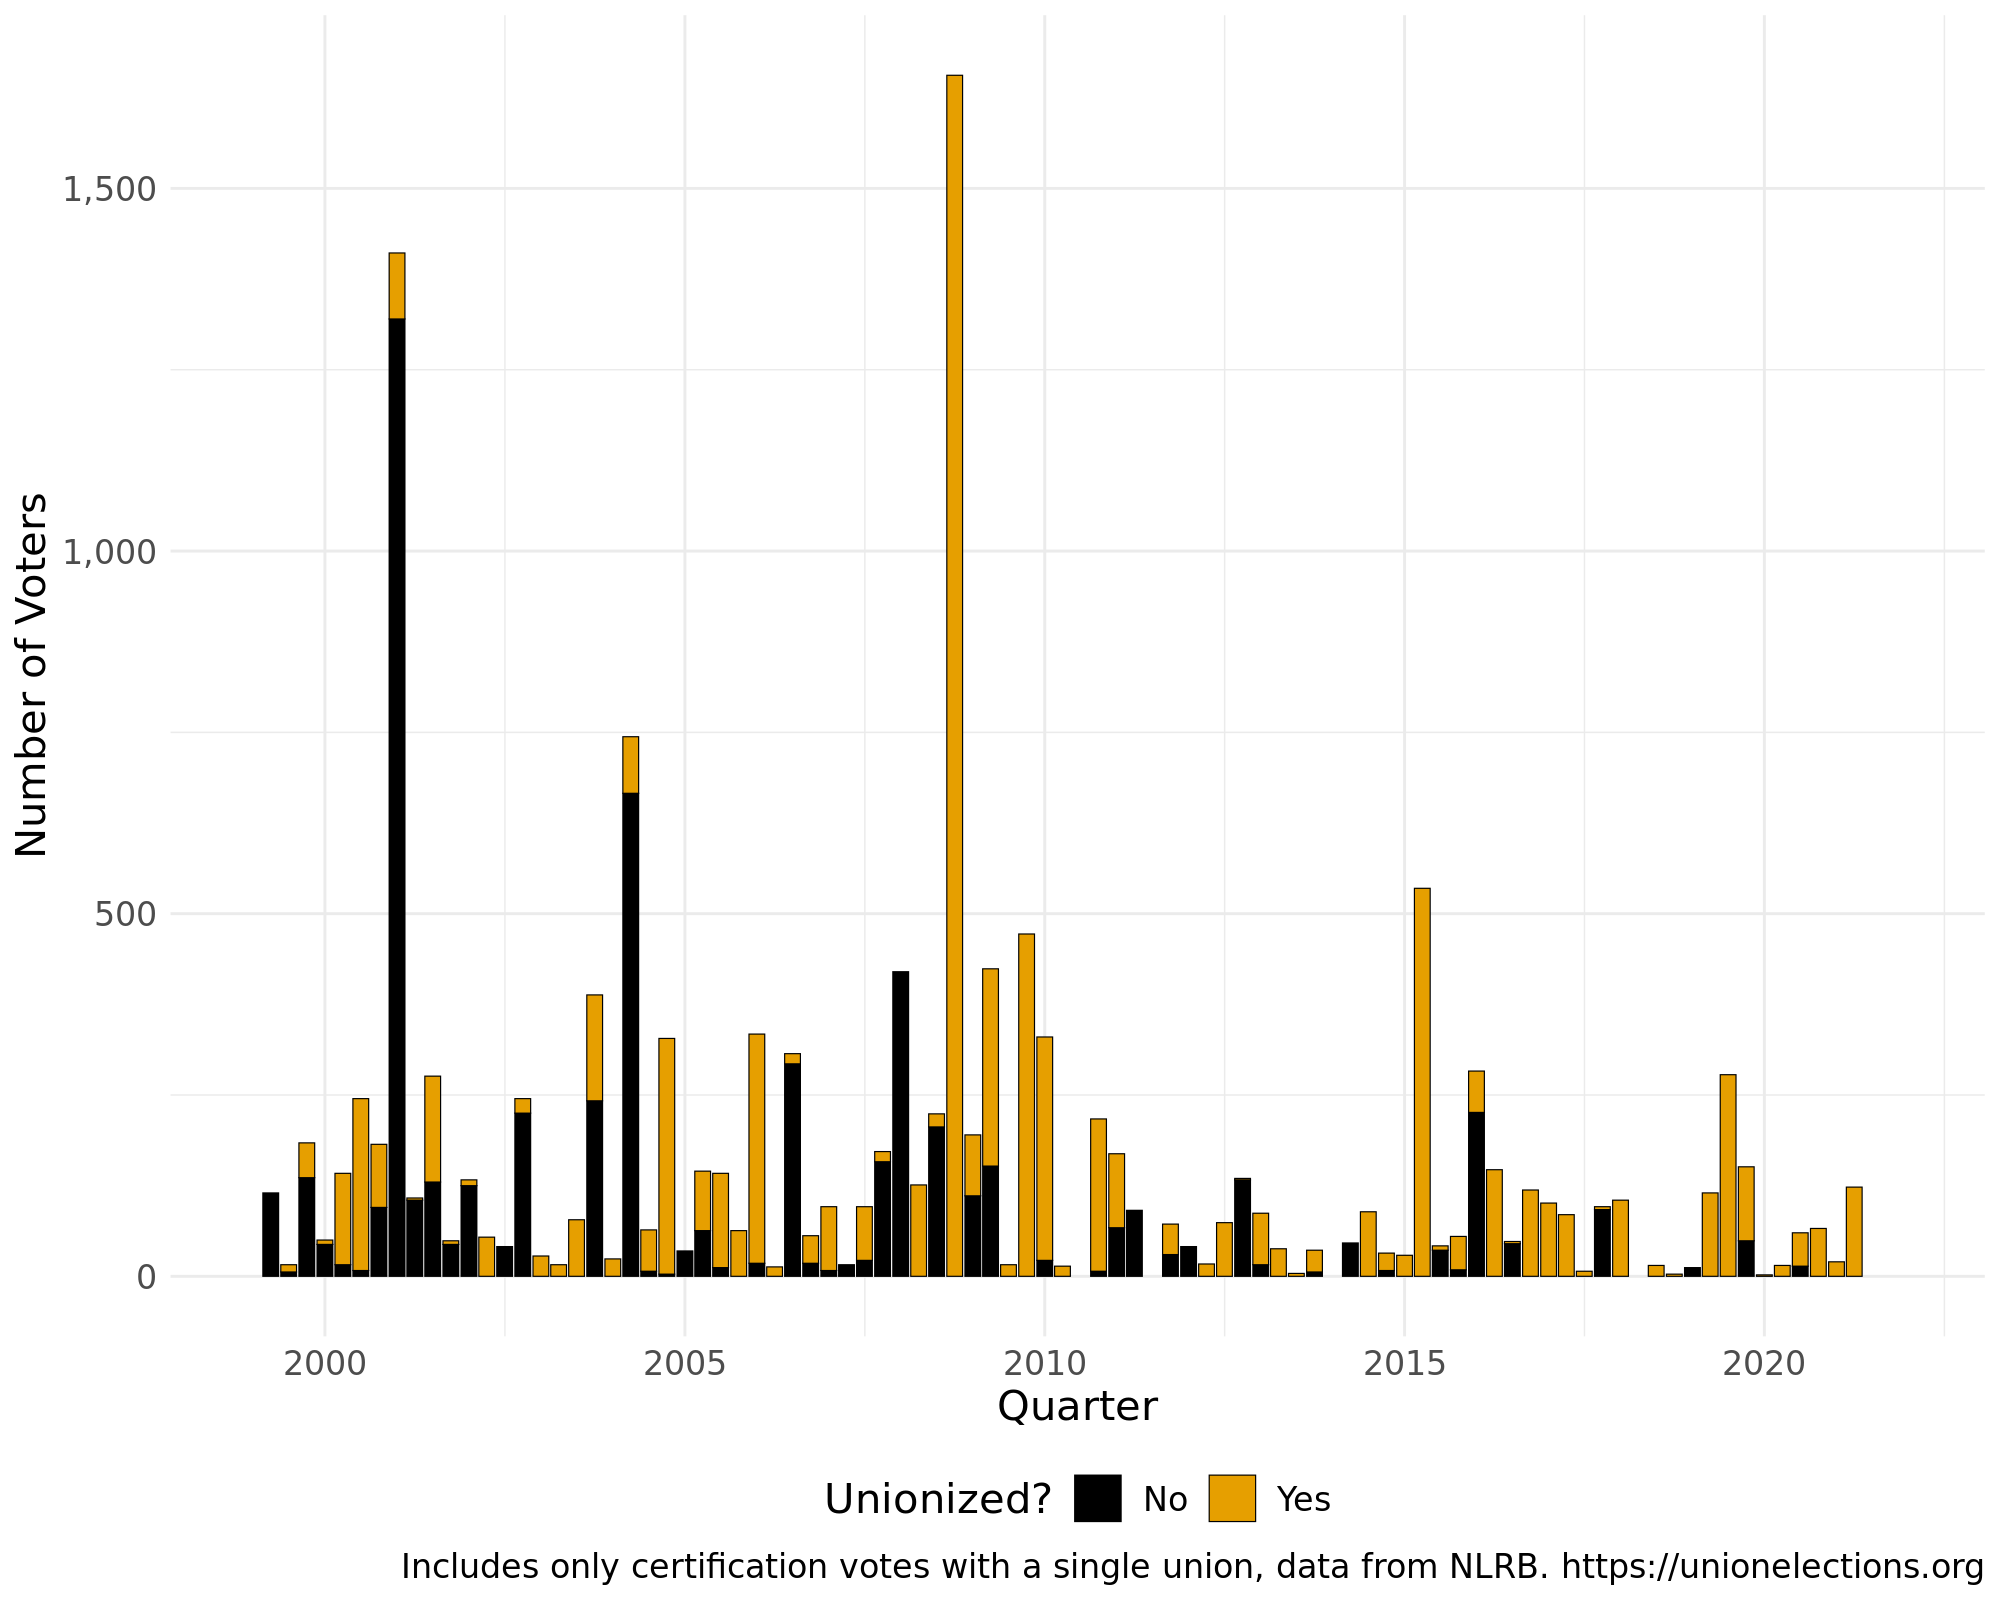 Number of Voters
1,500
1,000
500
0
2000 2005 2010 2015 2020
Quarter
Unionized? No Yes
Includes only certification votes with a single union, data from NLRB. https://unionelections.org